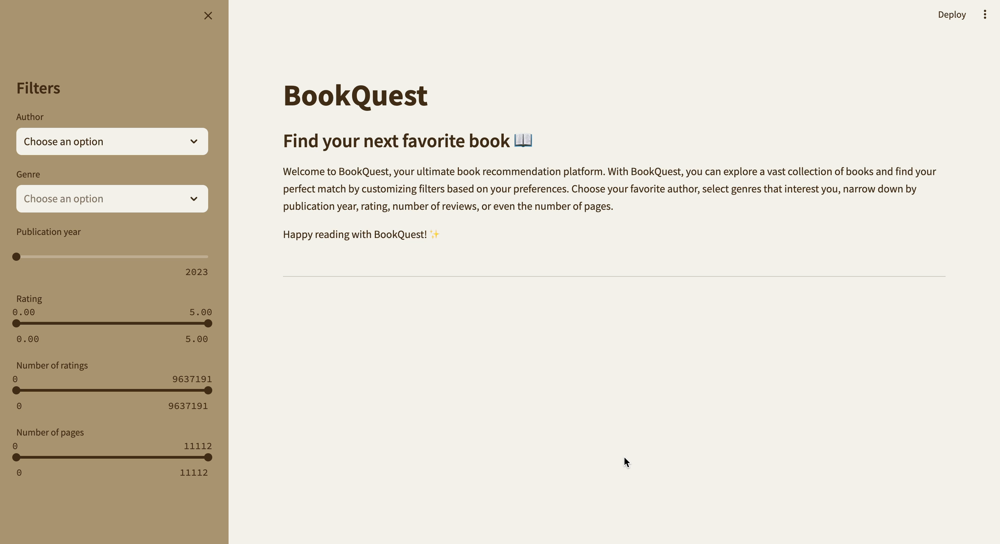 Deploy
Filters
Author
Choose an option
Genre
Choose an option
Publication year
2023
Rating
0.00 5.00
0.00 5.00
Number of ratings
0 9637191
0 9637191
Number of pages
0 11112
0 11112
BookQuest
Find your next favorite book 📖
Welcome to BookQuest, your ultimate book recommendation platform. With BookQuest, you can explore a vast collection of books and find your
perfect match by customizing filters based on your preferences. Choose your favorite author, select genres that interest you, narrow down by
publication year, rating, number of reviews, or even the number of pages.
Happy reading with BookQuest! ✨